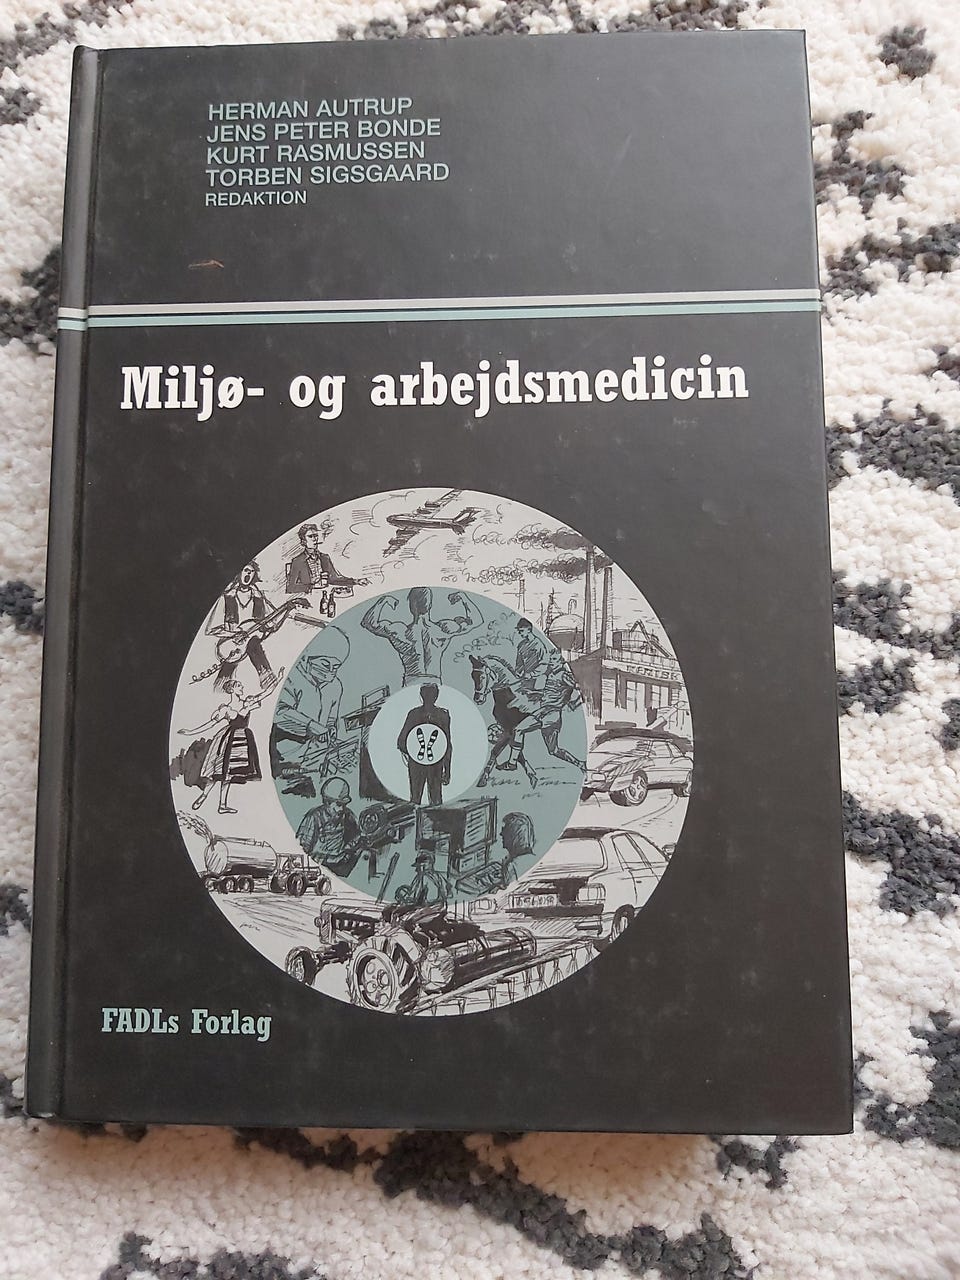 HERMAN AUTRUP
JENS PETER BONDE
KURT RASMUSSEN
TORBEN SIGSGAARD
REDAKTION
Miljø- og arbejdsmedicin
FADLs Forlag